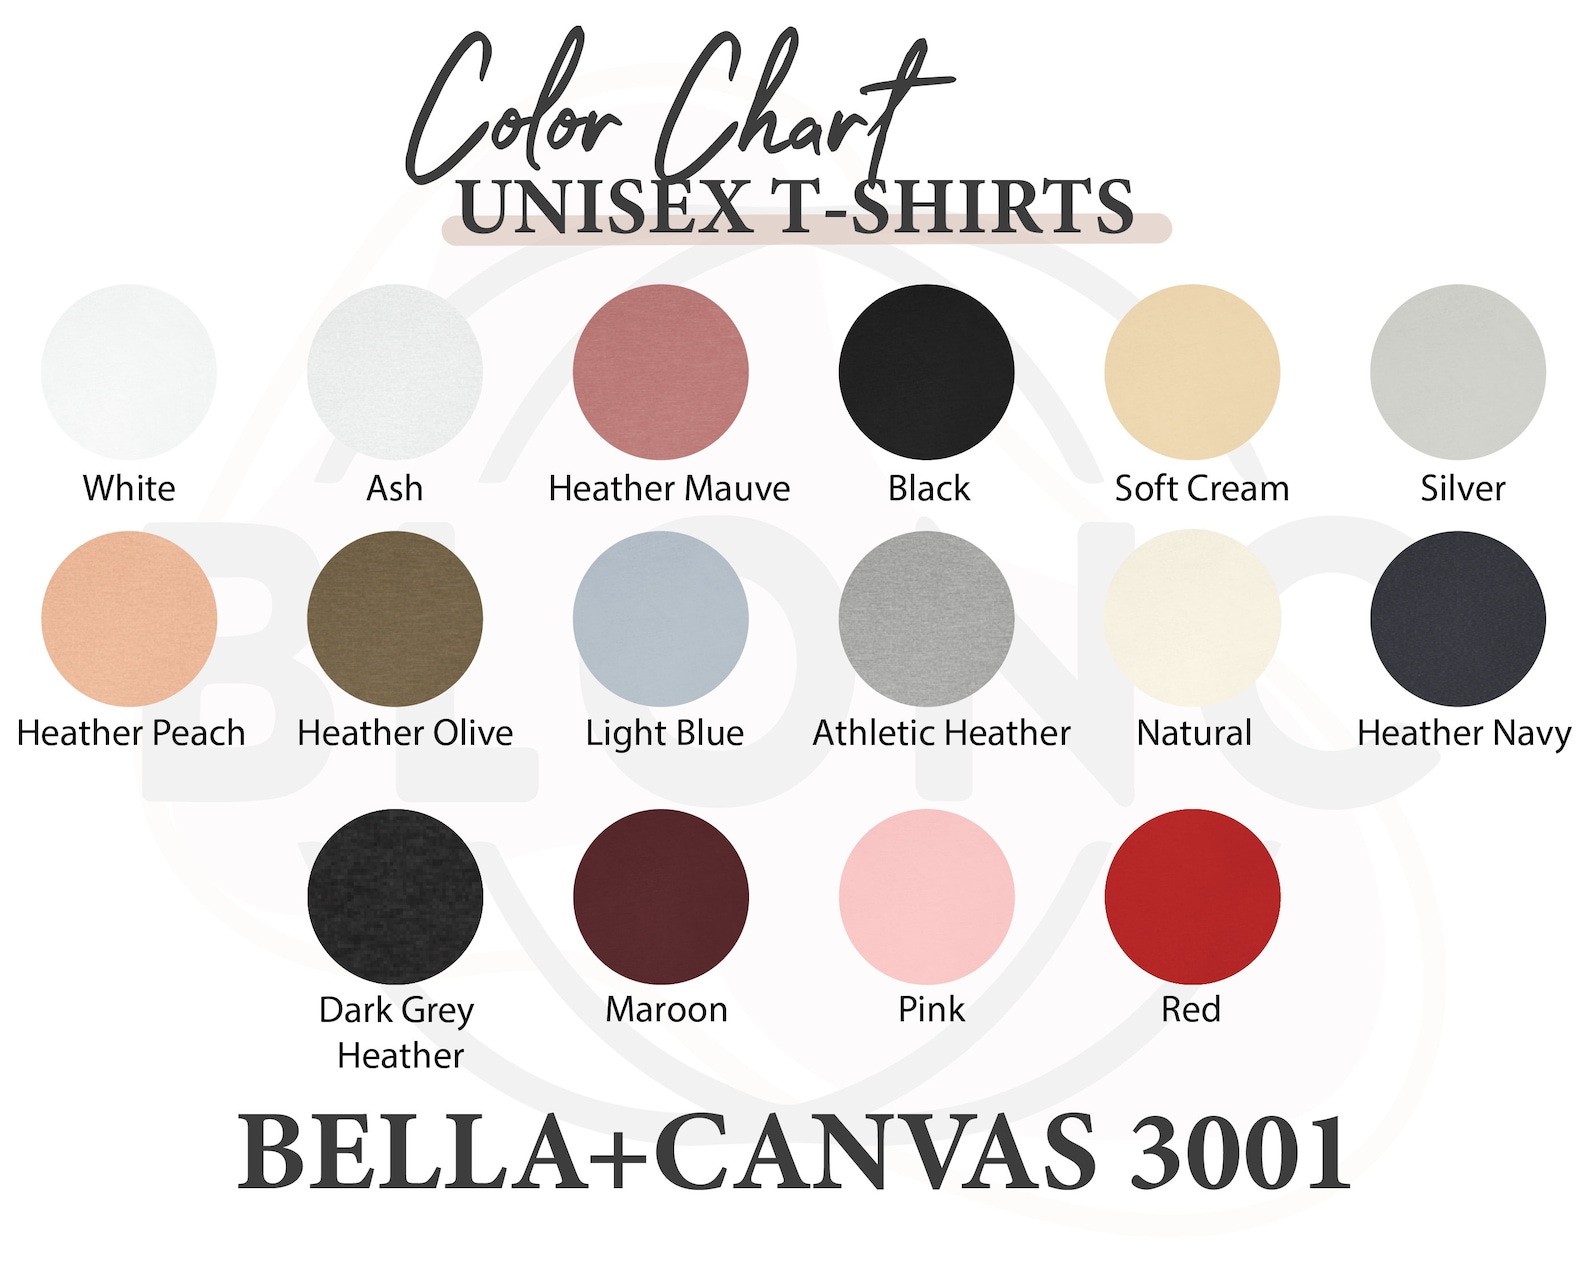 Color Chart
UNISEX T-SHIRTS
White Ash Heather Mauve Black Soft Cream Silver
Heather Peach Heather Olive Light Blue Athletic Heather Natural Heather Navy
Dark Grey Maroon Pink Red
Heather
BLONC
BELLA+CANVAS 3001